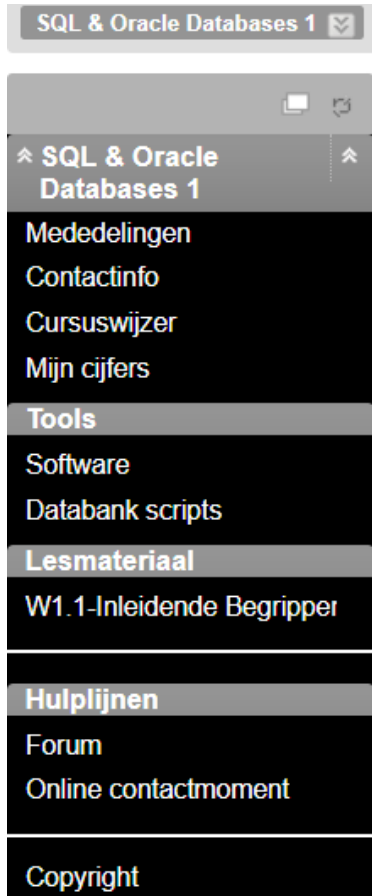 SQL & Oracle Databases 1
SQL & Oracle
Databases 1
Mededelingen
Contactinfo
Cursuswijzer
Mijn cijfers
Tools
Software
Databank scripts
Lesmateriaal
W1.1-Inleidende Begripper
Hulplijnen
Forum
Online contactmoment
Copyright